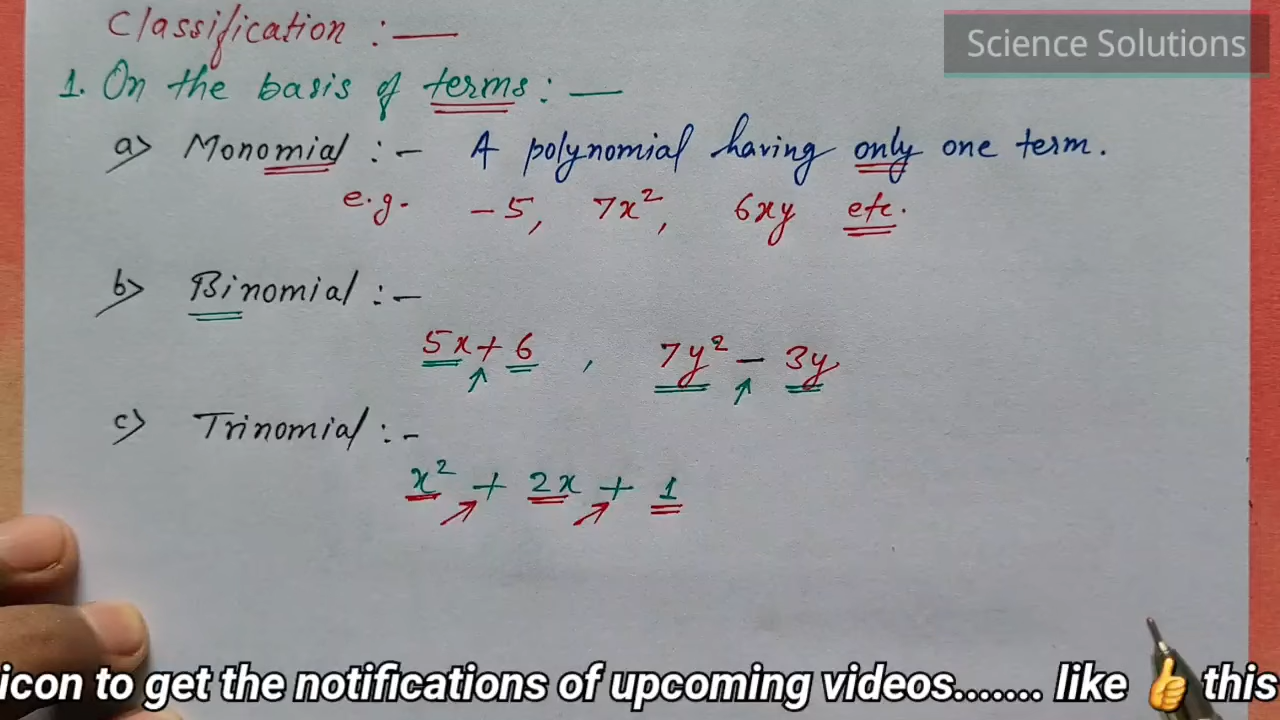 Classification :—
Science Solutions
1. On the basis of terms : —
a) Monomial :- A polynomial having only one term.
e.g. -5, 7x², 6xy etc.
b) Binomial :-
5x + 6 , 7y² - 3y
c) Trinomial :-
x² + 2x + 1
icon to get the notifications of upcoming videos....... like 👍 this